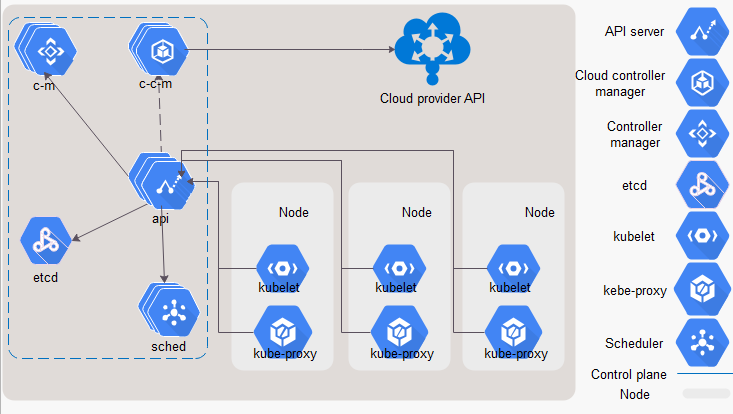 c-m
c-c-m
Cloud provider API
api
etcd
sched
Node
Node
Node
kubelet
kubelet
kubelet
kube-proxy
kube-proxy
kube-proxy
API server
Cloud controller
manager
Controller
manager
etcd
kubelet
kebe-proxy
Scheduler
Control plane
Node